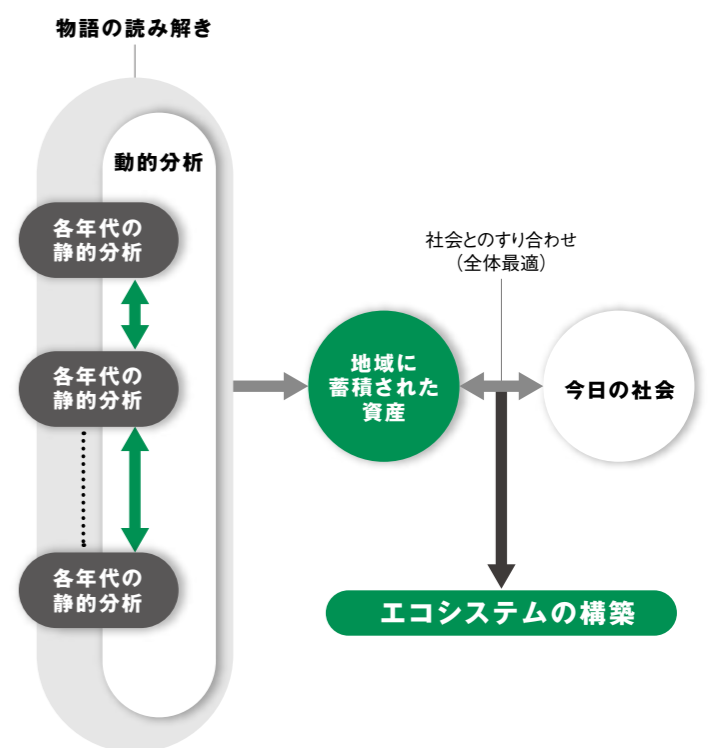 物語の読み解き
動的分析
各年代の
静的分析
各年代の
静的分析
各年代の
静的分析
地域に
蓄積された
資産
社会とのすり合わせ
(全体最適)
今日の社会
エコシステムの構築